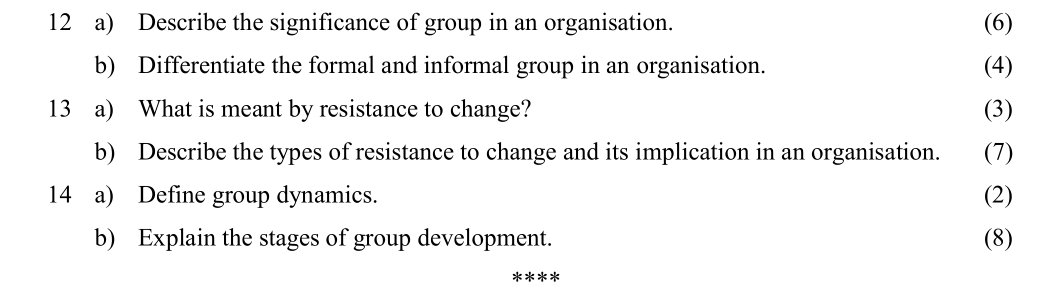 12 a) Describe the significance of group in an organisation. (6)
b) Differentiate the formal and informal group in an organisation. (4)
13 a) What is meant by resistance to change? (3)
b) Describe the types of resistance to change and its implication in an organisation. (7)
14 a) Define group dynamics. (2)
b) Explain the stages of group development. (8)
****